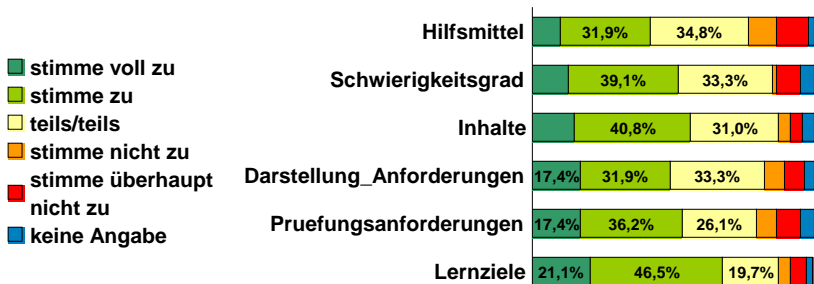 stimme voll zu
stimme zu
teils/teils
stimme nicht zu
stimme überhaupt
nicht zu
keine Angabe
Hilfsmittel 31,9% 34,8%
Schwierigkeitsgrad 39,1% 33,3%
Inhalte 40,8% 31,0%
Darstellung_Anforderungen 17,4% 31,9% 33,3%
Pruefungsanforderungen 17,4% 36,2% 26,1%
Lernziele 21,1% 46,5% 19,7%